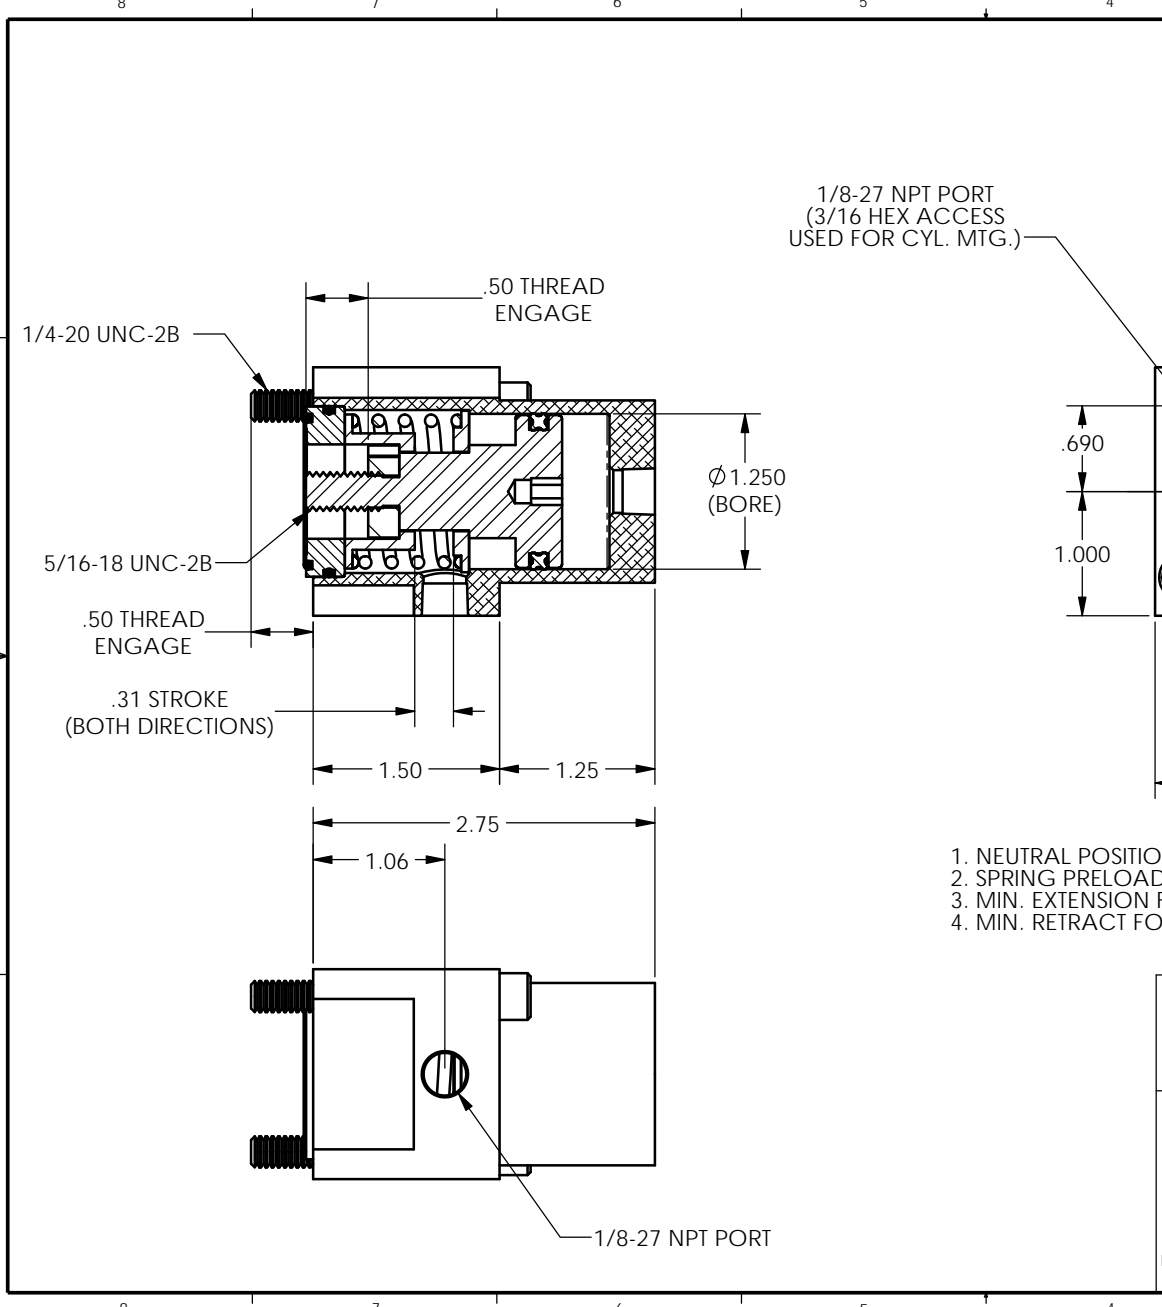 8 7 6 5 4
1/8-27 NPT PORT
(3/16 HEX ACCESS
USED FOR CYL. MTG.)
.50 THREAD
ENGAGE
1/4-20 UNC-2B
.690
Ø1.250
(BORE)
1.000
5/16-18 UNC-2B
.50 THREAD
ENGAGE
.31 STROKE
(BOTH DIRECTIONS)
1.50
1.25
2.75
1.06
1. NEUTRAL POSITIO
2. SPRING PRELOAD
3. MIN. EXTENSION F
4. MIN. RETRACT FO
1/8-27 NPT PORT
8 7 6 5 4